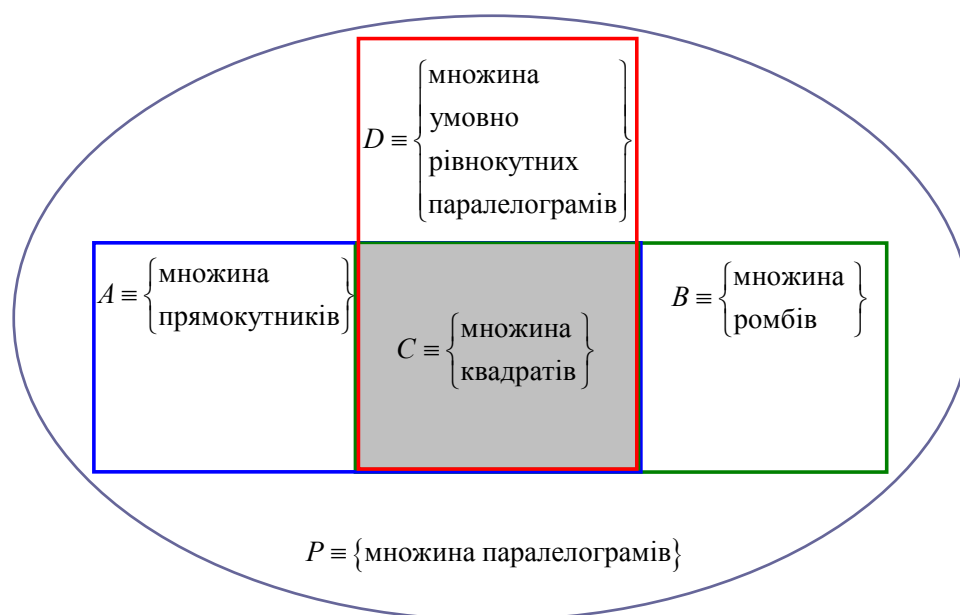 D ≡ {множина
умовно
рівнокутних
паралелограмів}
A ≡ {множина
прямокутників}
C ≡ {множина
квадратів}
B ≡ {множина
ромбів}
P ≡ {множина паралелограмів}